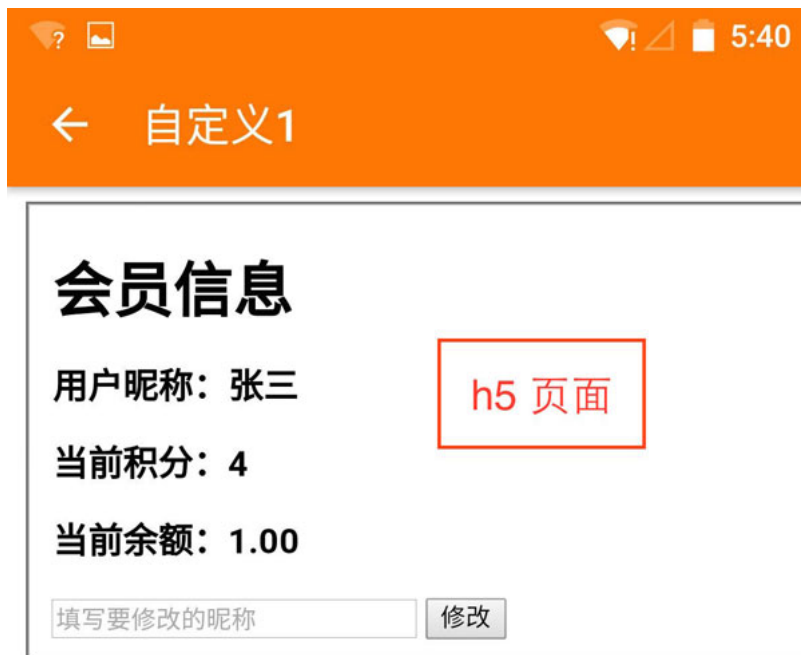 5:40
自定义1
会员信息
用户昵称：张三
h5 页面
当前积分：4
当前余额：1.00
填写要修改的昵称 修改